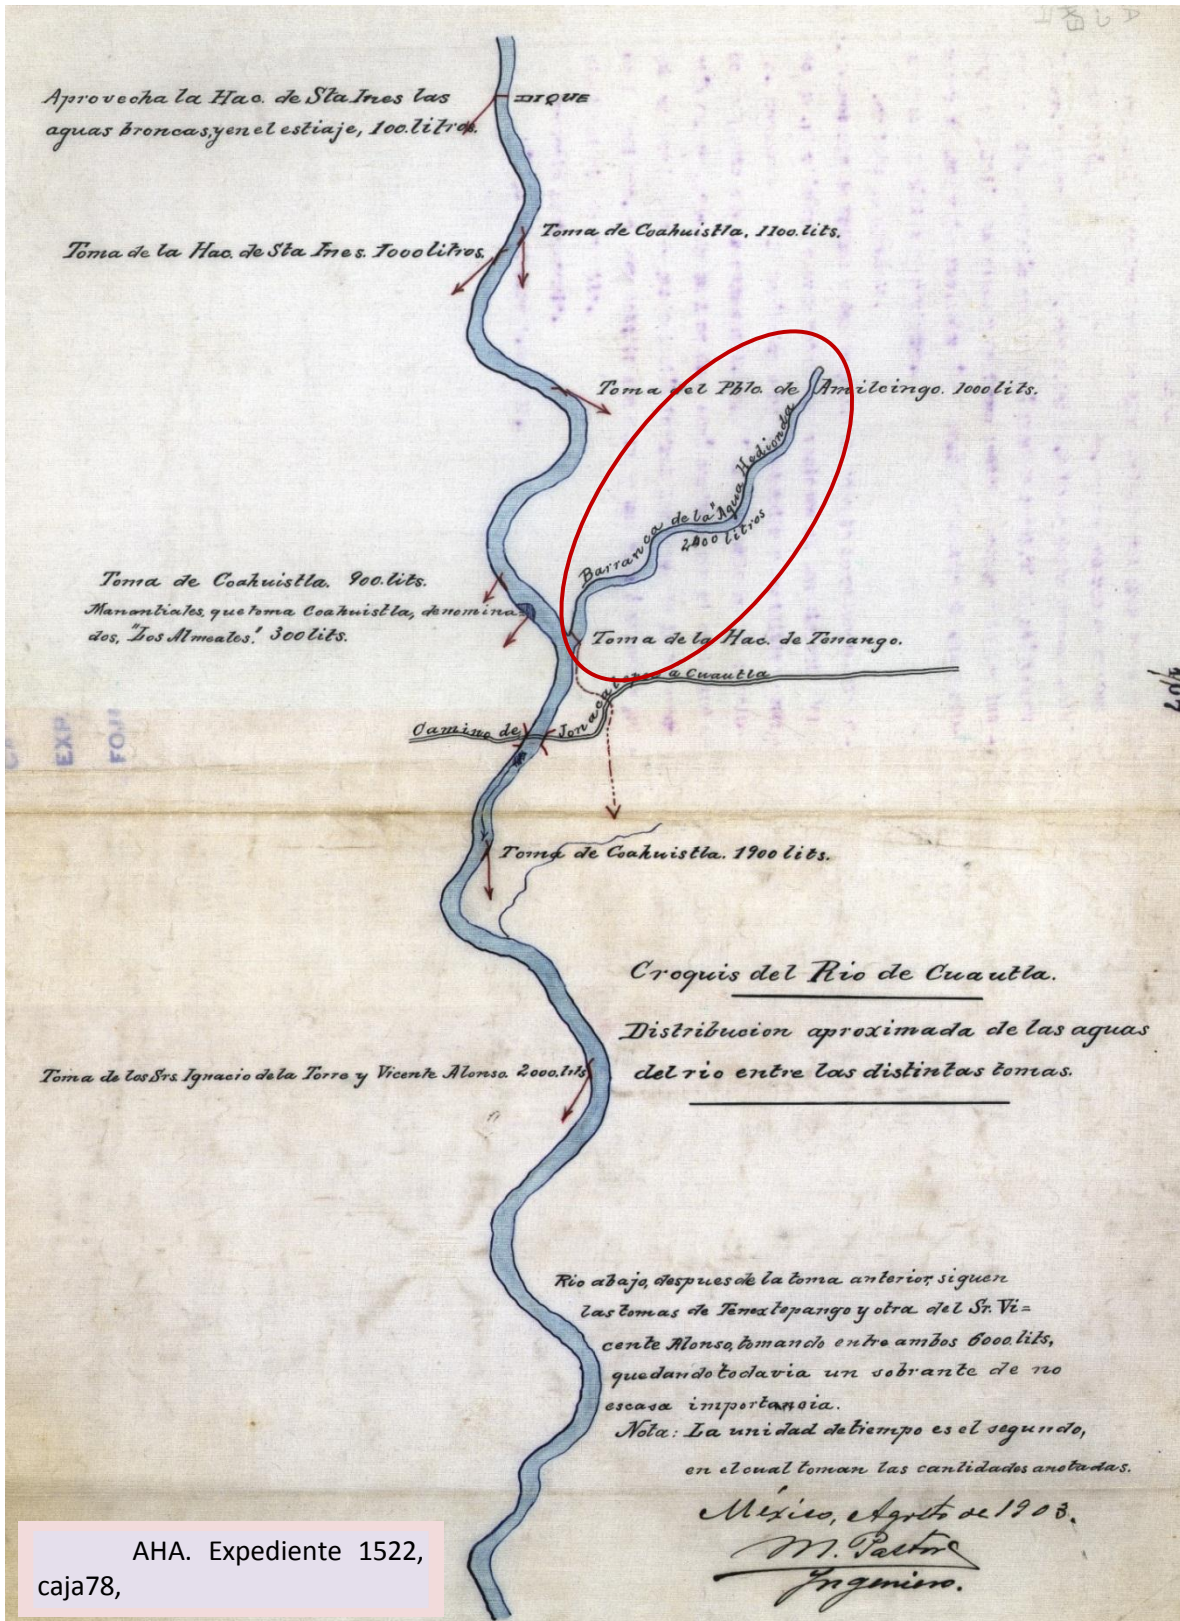 Aprovecha la Hac. de Sta Ines las
aguas broncas, y en el estiaje, 100. litros.
DIQUE
Toma de Coahuistla, 1100. lits.
Toma de la Hac. de Sta Ines. 1000 litros.
Toma del Pblo. de Amilcingo. 1000 lits.
Barranca de la "Agua Hedionda
2400 litros
Toma de Coahuistla. 900. lits.
Manantiales, que toma Coahuistla, denomina
dos, "Los Almeales." 300 lits.
Toma de la Hac. de Tenango.
Camino de Jonacatepec a Cuautla
EXP.
Toma de Coahuistla. 1900 lits.
Croquis del Rio de Cuautla.
Distribucion aproximada de las aguas
del rio entre las distintas tomas.
Toma de los Srs. Ignacio de la Torre y Vicente Alonso. 2000. lits
Rio abajo, despues de la toma anterior, siguen
las tomas de Tenextepango y otra del Sr. Vi=
cente Alonso, tomando entre ambos 6000. lits,
quedando todavia un sobrante de no
escasa importancia.
Nota: La unidad de tiempo es el segundo,
en el cual toman las cantidades anotadas.
México, Agosto de 1903.
M. Pastor
Ingeniero.
AHA. Expediente 1522,
caja78,